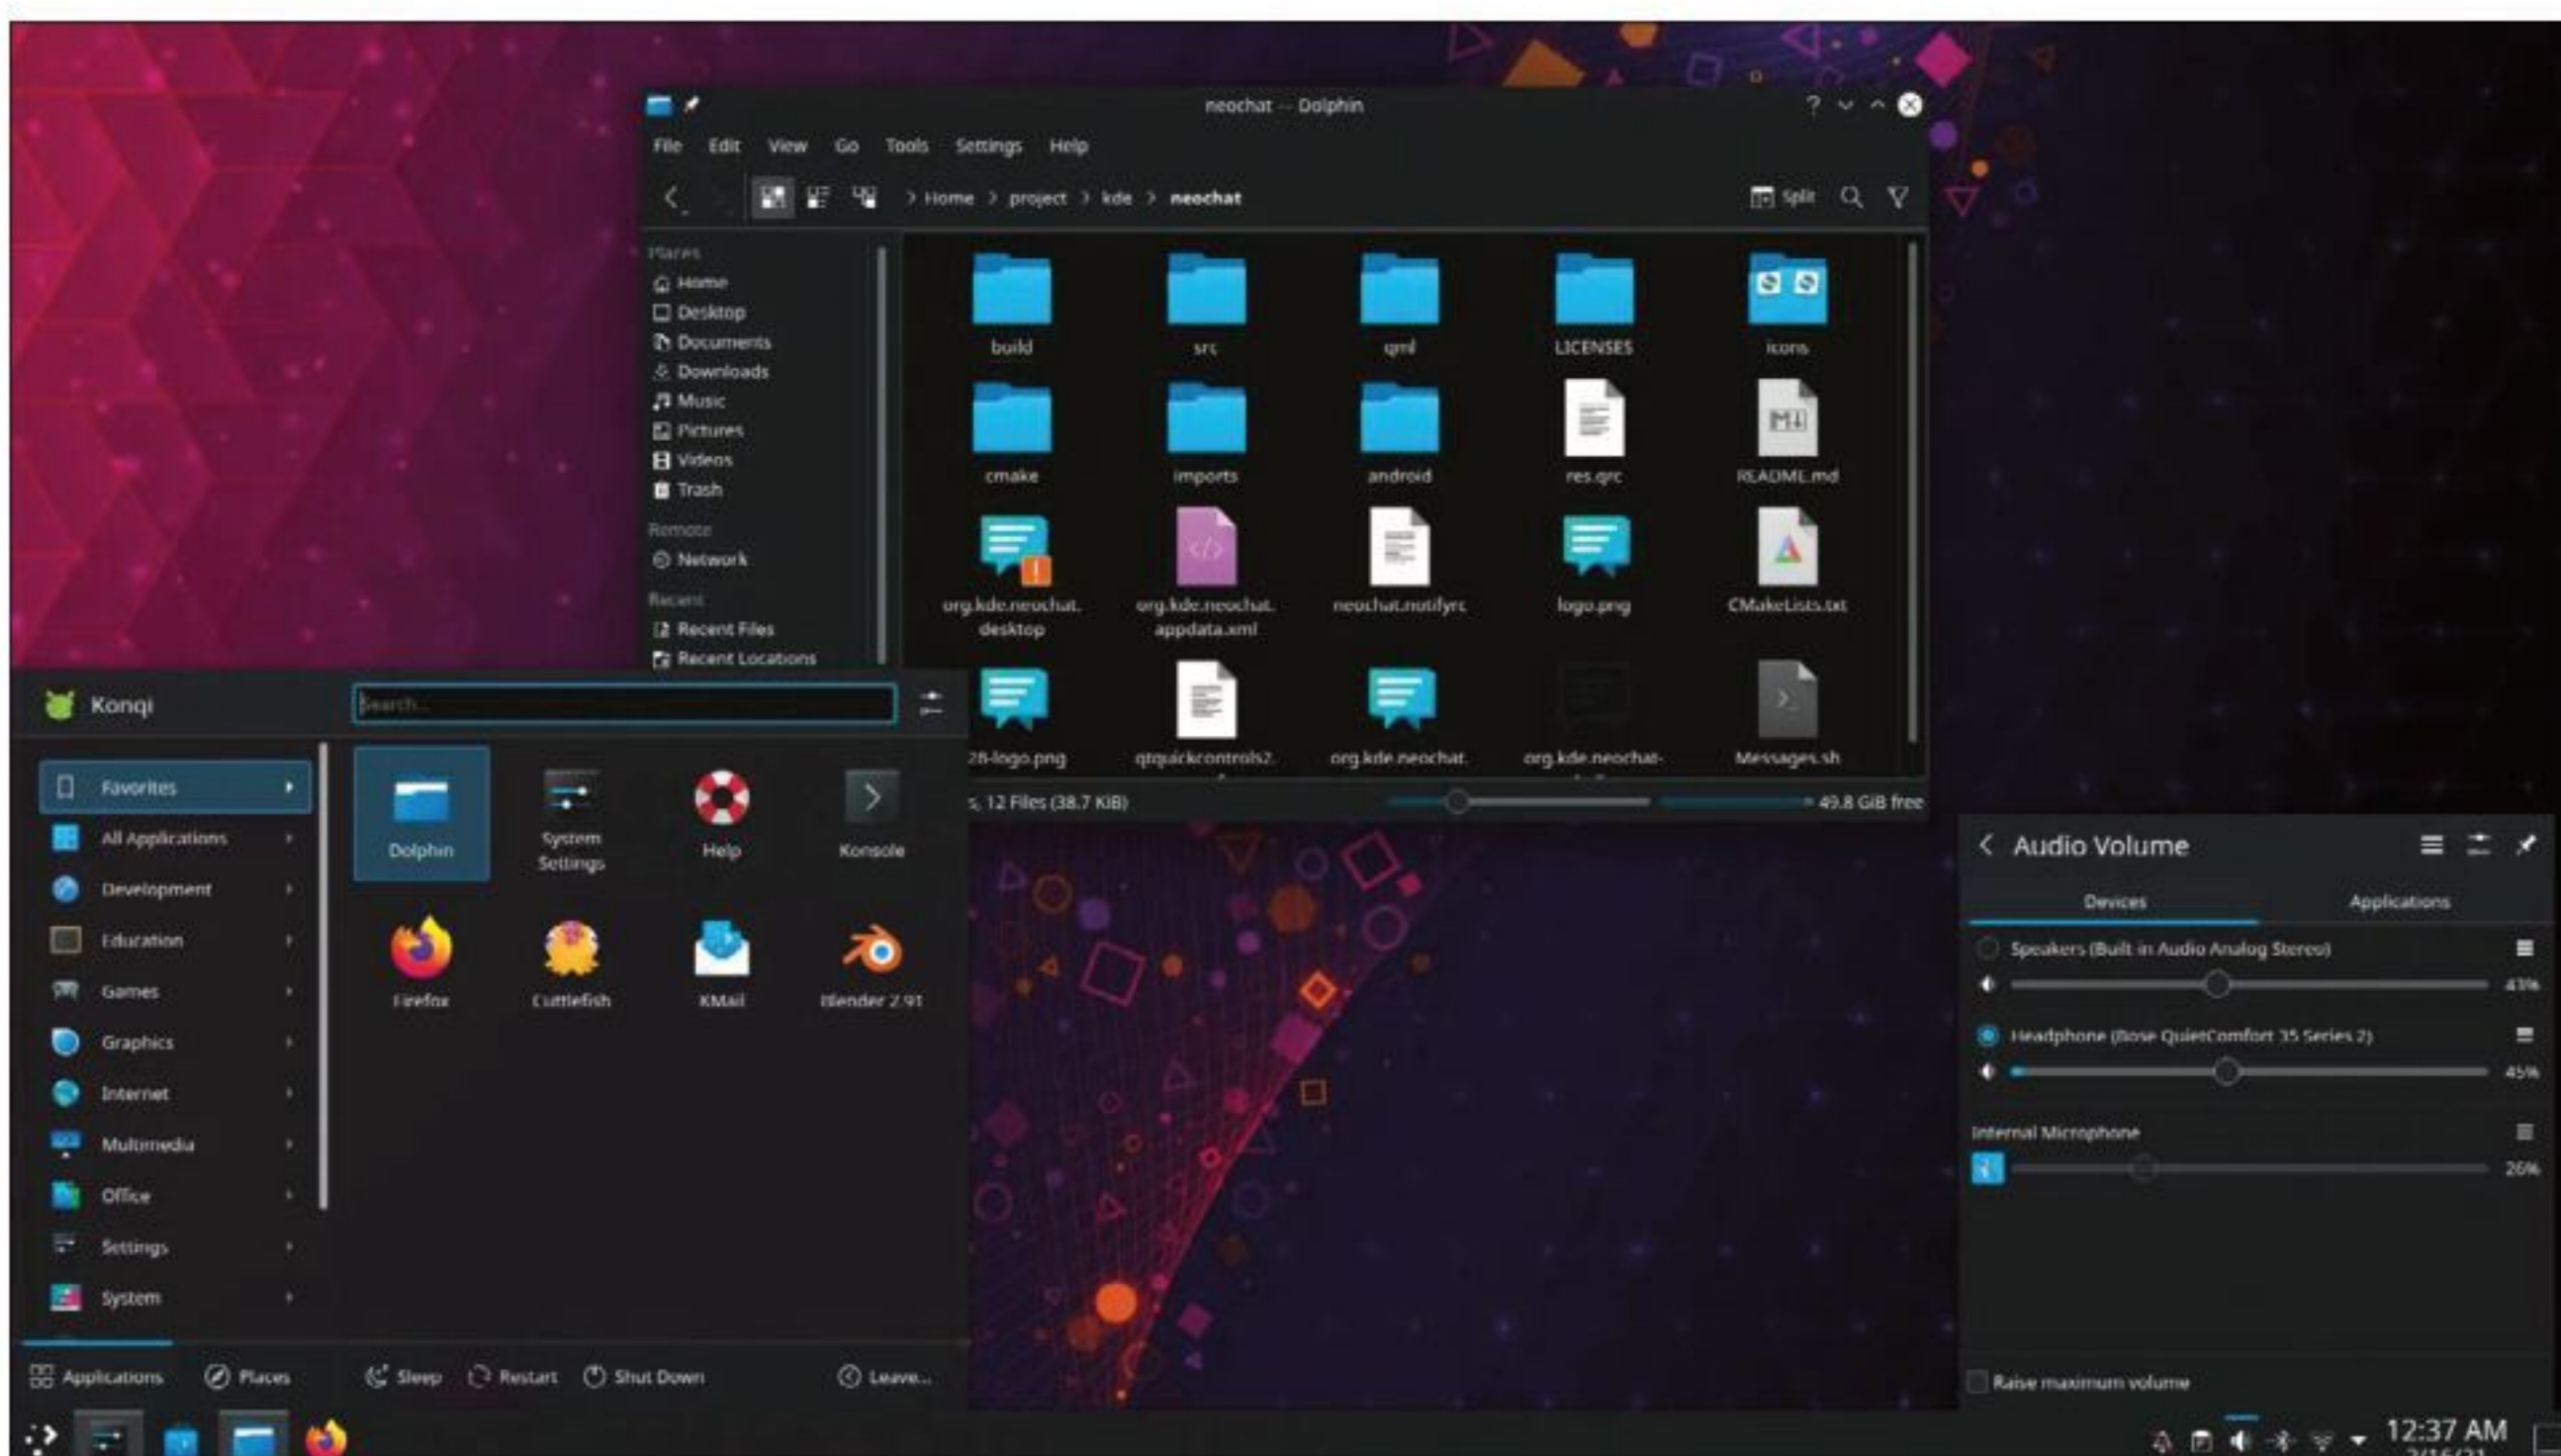 neochat — Dolphin
File Edit View Go Tools Settings Help
Home project kde neochat
Split
Places
Home
Desktop
Documents
Downloads
Music
Pictures
Videos
Trash
Remote
Network
Recent
Recent Files
Recent Locations
build src qml LICENSES icons
cmake imports android res.qrc README.md
org.kde.neochat.desktop org.kde.neochat.appdata.xml neochat.notifyrc logo.png CMakeLists.txt
28-logo.png qtquickcontrols2. org.kde.neochat. org.kde.neochat- Messages.sh
s, 12 Files (38.7 KiB)
49.8 GiB free
Konqi
Search...
Favorites
All Applications
Development
Education
Games
Graphics
Internet
Multimedia
Office
Settings
System
Dolphin System Settings Help Konsole
Firefox Cuttlefish KMail Blender 2.91
Applications Places Sleep Restart Shut Down Leave...
Audio Volume
Devices Applications
Speakers (Built-in Audio Analog Stereo)
43%
Headphone (Bose QuietComfort 35 Series 2)
45%
Internal Microphone
26%
Raise maximum volume
12:37 AM